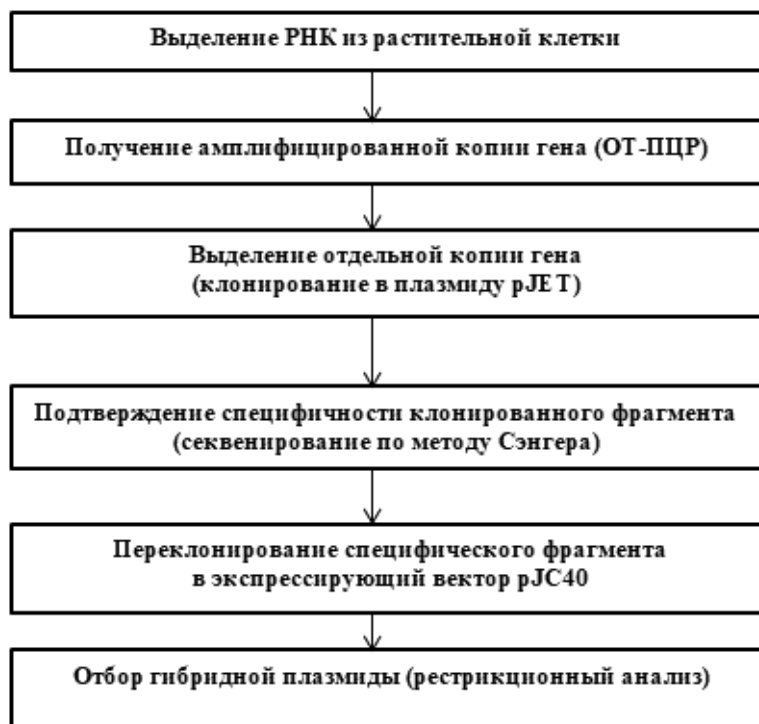 Выделение РНК из растительной клетки
Получение амплифицированной копии гена (ОТ-ПЦР)
Выделение отдельной копии гена
(клонирование в плазмиду pJET)
Подтверждение специфичности клонированного фрагмента
(секвенирование по методу Сэнгера)
Переклонирование специфического фрагмента
в экспрессирующий вектор pJC40
Отбор гибридной плазмиды (рестрикционный анализ)